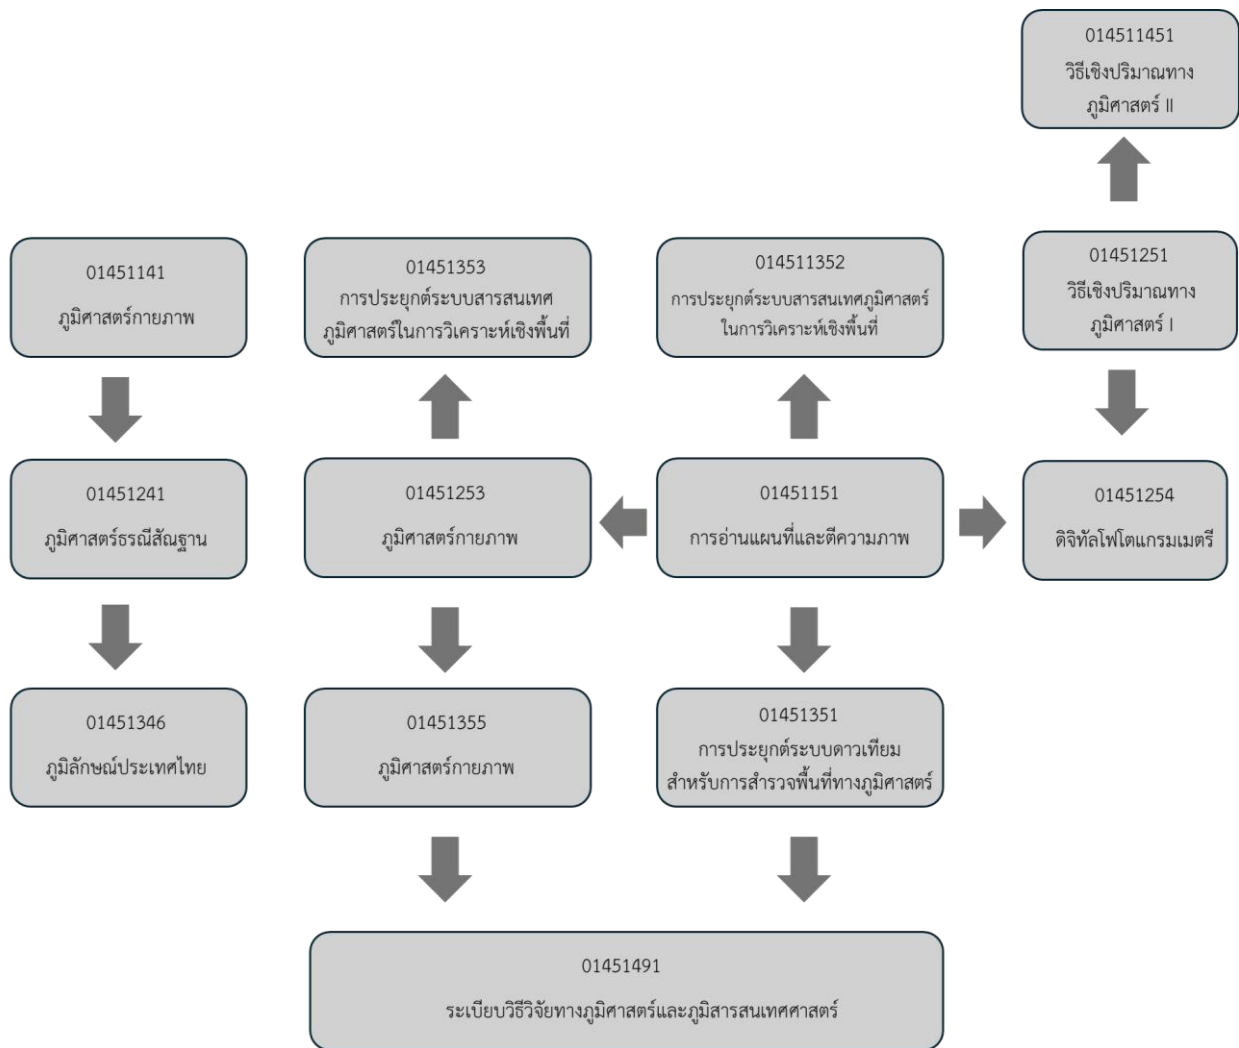 014511451
วิธีเชิงปริมาณทาง
ภูมิศาสตร์ II
01451141
ภูมิศาสตร์กายภาพ
01451353
การประยุกต์ระบบสารสนเทศ
ภูมิศาสตร์ในการวิเคราะห์เชิงพื้นที่
014511352
การประยุกต์ระบบสารสนเทศภูมิศาสตร์
ในการวิเคราะห์เชิงพื้นที่
01451251
วิธีเชิงปริมาณทาง
ภูมิศาสตร์ I
01451241
ภูมิศาสตร์ธรณีสัณฐาน
01451253
ภูมิศาสตร์กายภาพ
01451151
การอ่านแผนที่และตีความภาพ
01451254
ดิจิทัลโฟโตแกรมเมตรี
01451346
ภูมิลักษณ์ประเทศไทย
01451355
ภูมิศาสตร์กายภาพ
01451351
การประยุกต์ระบบดาวเทียม
สำหรับการสำรวจพื้นที่ทางภูมิศาสตร์
01451491
ระเบียบวิธีวิจัยทางภูมิศาสตร์และภูมิสารสนเทศศาสตร์